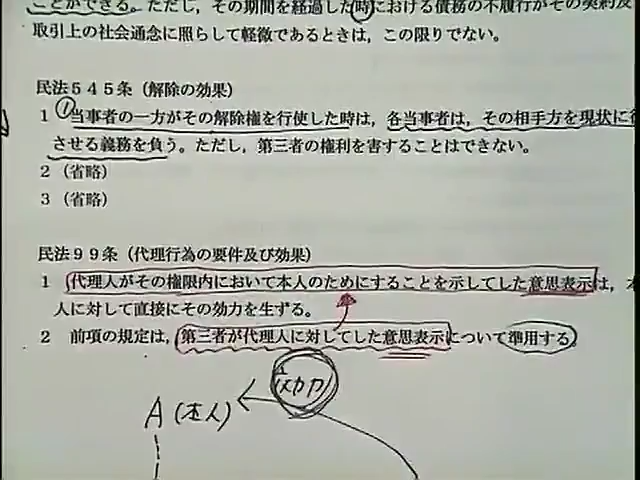 ことができる。ただし、その期間を経過した時における債務の不履行がその契約及
取引上の社会通念に照らして軽微であるときは、この限りでない。
民法545条（解除の効果）
1 ①当事者の一方がその解除権を行使した時は，各当事者は，その相手方を現状に
させる義務を負う。ただし，第三者の権利を害することはできない。
2（省略）
3（省略）
民法99条（代理行為の要件及び効果）
1 代理人がその権限内において本人のためにすることを示してした意思表示は，本
人に対して直接にその効力を生ずる。
2 前項の規定は，第三者が代理人に対してした意思表示について準用する
効力
A（本人）